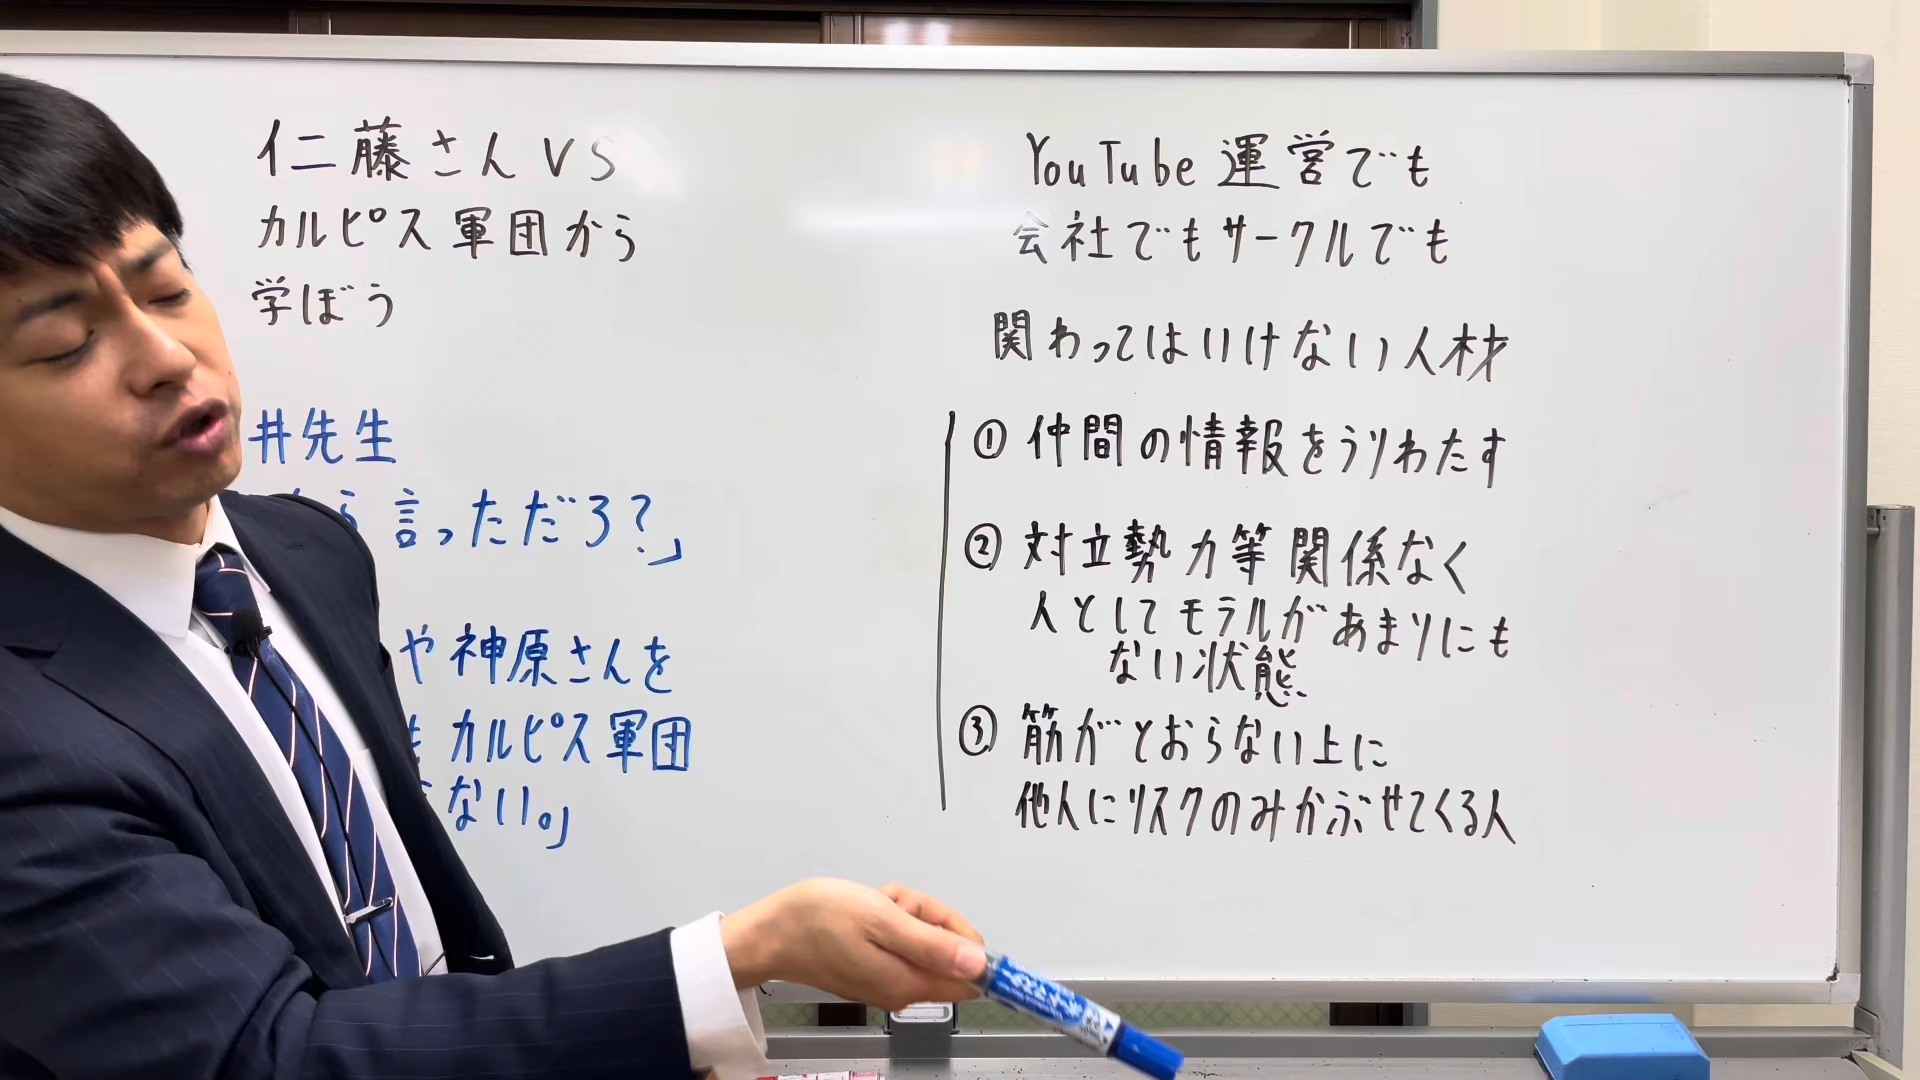 仁藤さんVS
カルピス軍団から
学ぼう
井先生
言っただろ?」
や神原さんを
カルピス軍団
ない。」
YouTube運営でも
会社でもサークルでも
関わってはいけない人材
① 仲間の情報をうりわたす
② 対立勢力等関係なく
人としてモラルがあまりにも
ない状態
③ 筋がとおらない上に
他人にリスクのみかぶせてくる人